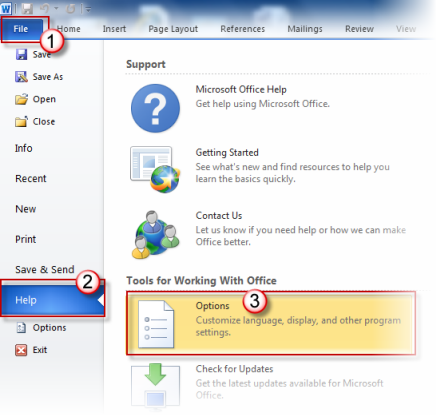 File Home Insert Page Layout References Mailings Review View
1
Save
Save As
Open
Close
Info
Recent
New
Print
Save & Send
2
Help
Options
Exit
Support
Microsoft Office Help
Get help using Microsoft Office.
Getting Started
See what's new and find resources to help you
learn the basics quickly.
Contact Us
Let us know if you need help or how we can make
Office better.
Tools for Working With Office
Options
3
Customize language, display, and other program
settings.
Check for Updates
Get the latest updates available for Microsoft
Office.